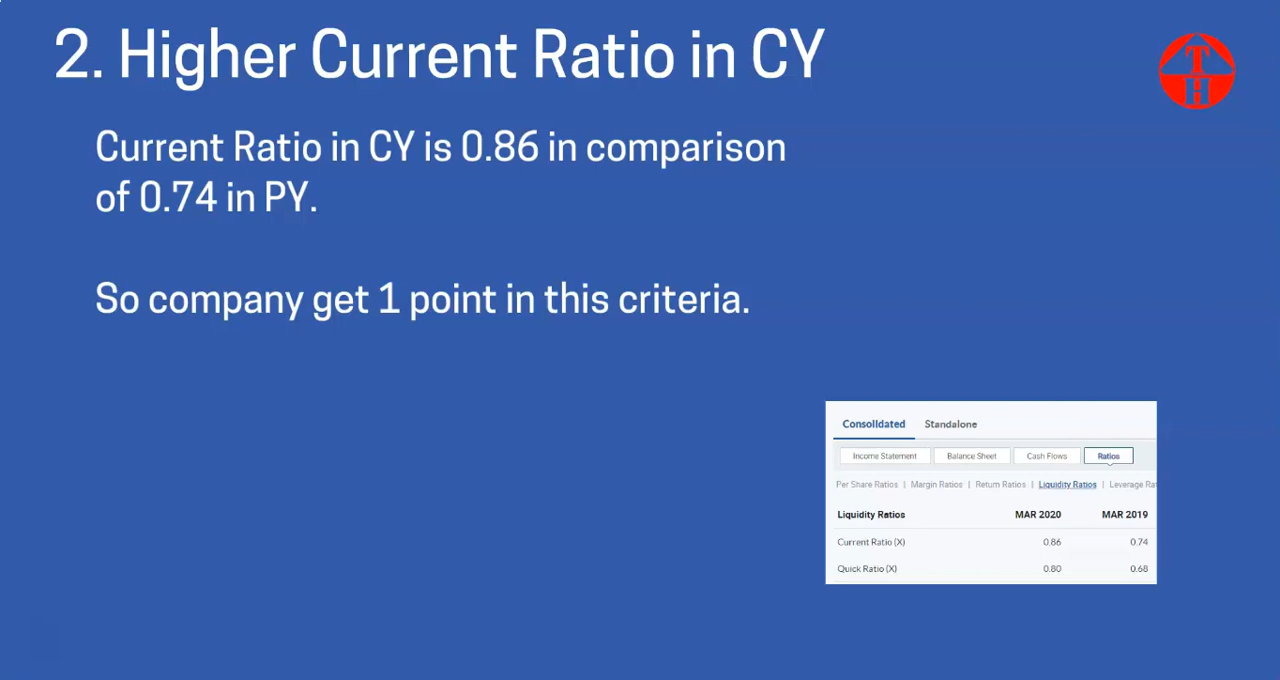 2. Higher Current Ratio in CY
T
H
Current Ratio in CY is 0.86 in comparison
of 0.74 in PY.
So company get 1 point in this criteria.
Consolidated Standalone
Income Statement Balance Sheet Cash Flows Ratios
Per Share Ratios | Margin Ratios | Return Ratios | Liquidity Ratios | Leverage Rat
Liquidity Ratios MAR 2020 MAR 2019
Current Ratio (X) 0.86 0.74
Quick Ratio (X) 0.80 0.68